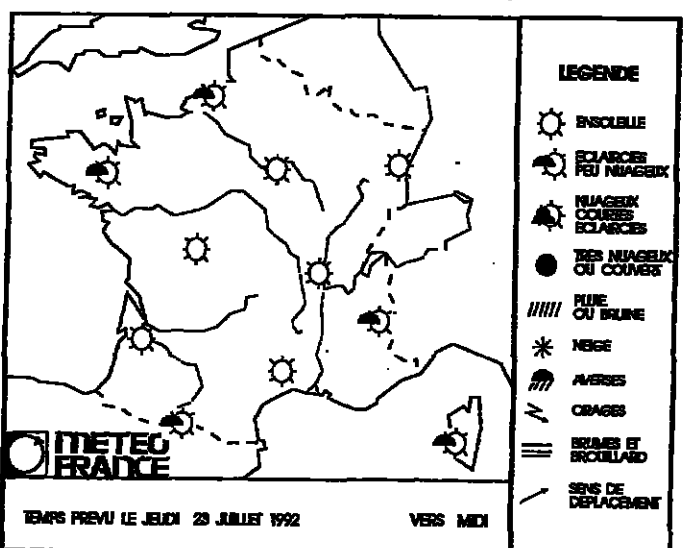 LEGENDE
ENSOLEILLE
ECLAIRCIES
PEU NUAGEUX
NUAGEUX
COURTES
ECLAIRCIES
TRES NUAGEUX
OU COUVERT
PLUIE
OU BRUINE
NEIGE
AVERSES
ORAGES
BRUMES ET
BROUILLARD
SENS DE
DEPLACEMENT
METEO
FRANCE
TEMPS PREVU LE JEUDI 23 JUILLET 1992 VERS MIDI